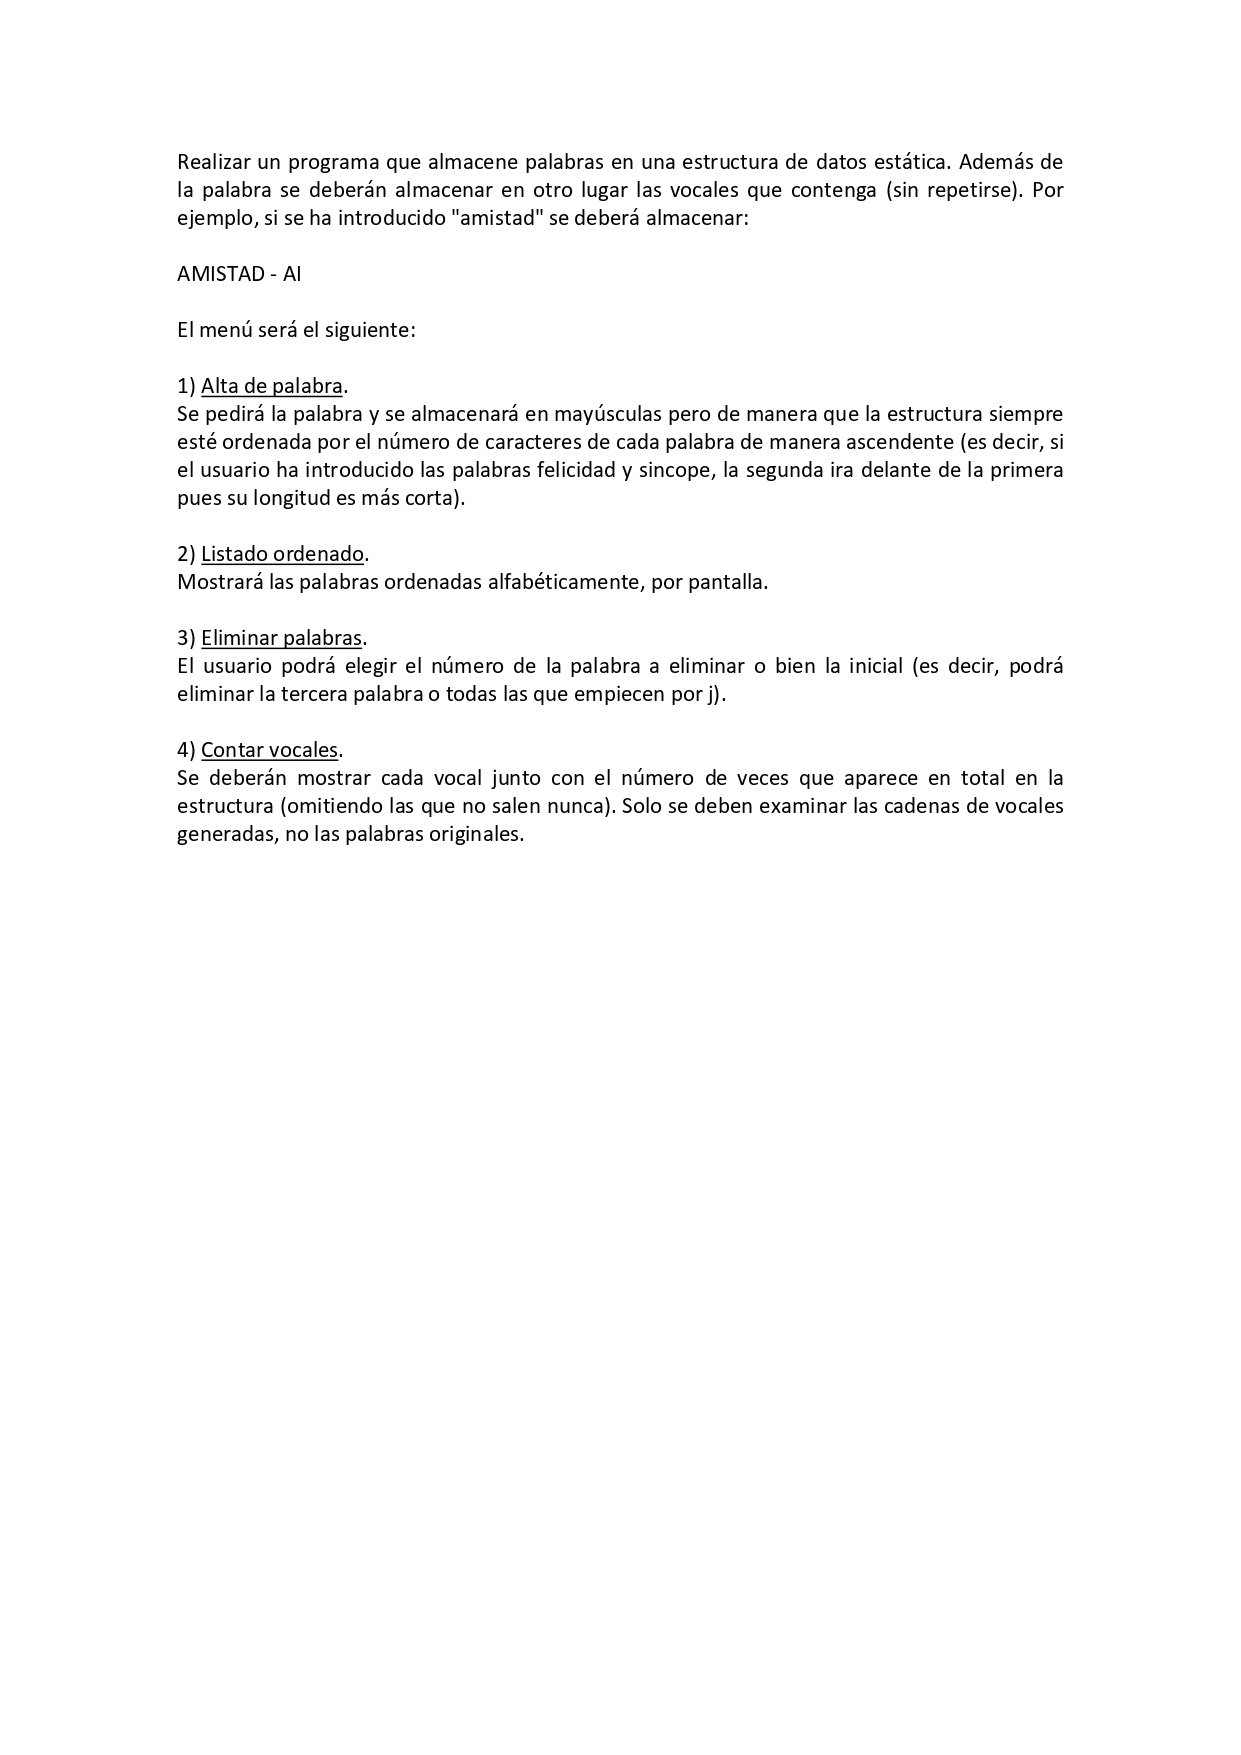 Realizar un programa que almacene palabras en una estructura de datos estática. Además de
la palabra se deberán almacenar en otro lugar las vocales que contenga (sin repetirse). Por
ejemplo, si se ha introducido "amistad" se deberá almacenar:
AMISTAD - AI
El menú será el siguiente:
1) Alta de palabra.
Se pedirá la palabra y se almacenará en mayúsculas pero de manera que la estructura siempre
esté ordenada por el número de caracteres de cada palabra de manera ascendente (es decir, si
el usuario ha introducido las palabras felicidad y sincope, la segunda ira delante de la primera
pues su longitud es más corta).
2) Listado ordenado.
Mostrará las palabras ordenadas alfabéticamente, por pantalla.
3) Eliminar palabras.
El usuario podrá elegir el número de la palabra a eliminar o bien la inicial (es decir, podrá
eliminar la tercera palabra o todas las que empiecen por j).
4) Contar vocales.
Se deberán mostrar cada vocal junto con el número de veces que aparece en total en la
estructura (omitiendo las que no salen nunca). Solo se deben examinar las cadenas de vocales
generadas, no las palabras originales.